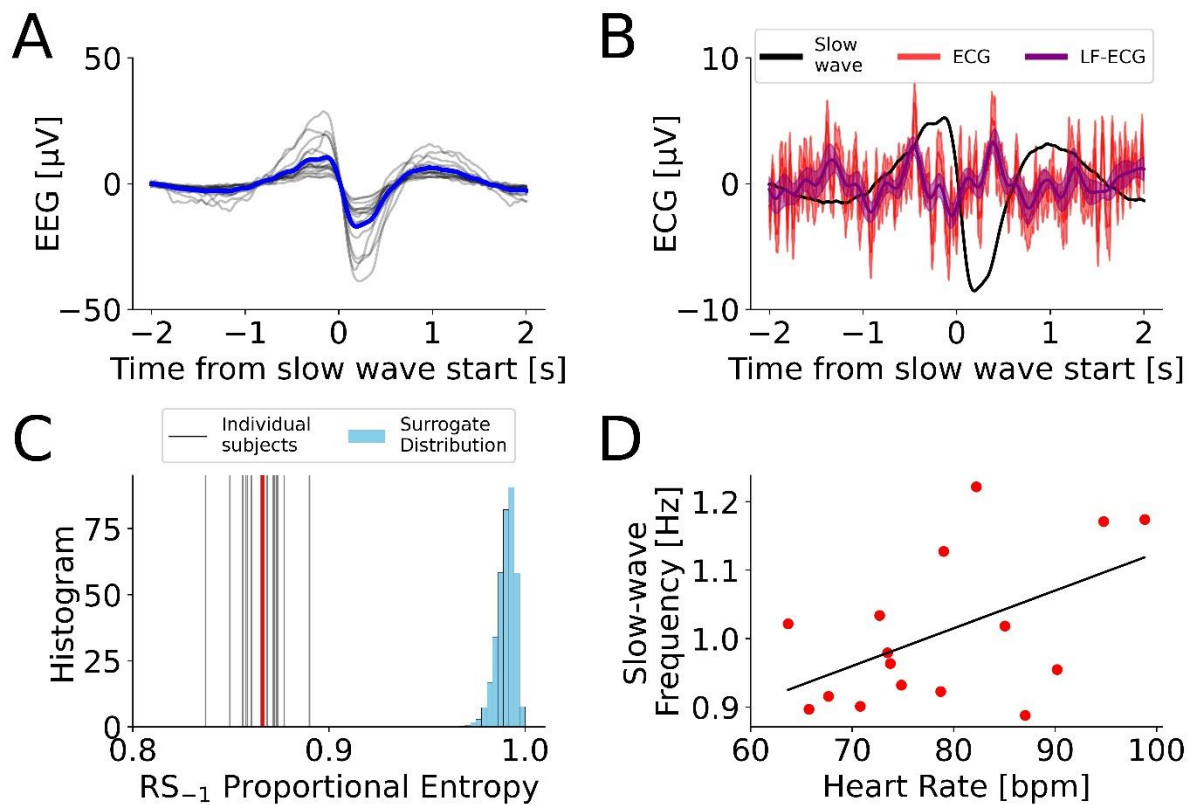 A
50
0
−50
EEG [µV]
−2 −1 0 1 2
Time from slow wave start [s]
B
Slow
wave
ECG
LF-ECG
10
0
−10
ECG [µV]
−2 −1 0 1 2
Time from slow wave start [s]
C
Individual
subjects
Surrogate
Distribution
75
50
25
0
Histogram
0.8 0.9 1.0
RS−1 Proportional Entropy
D
1.2
1.1
1.0
0.9
Slow-wave
Frequency [Hz]
60 70 80 90 100
Heart Rate [bpm]